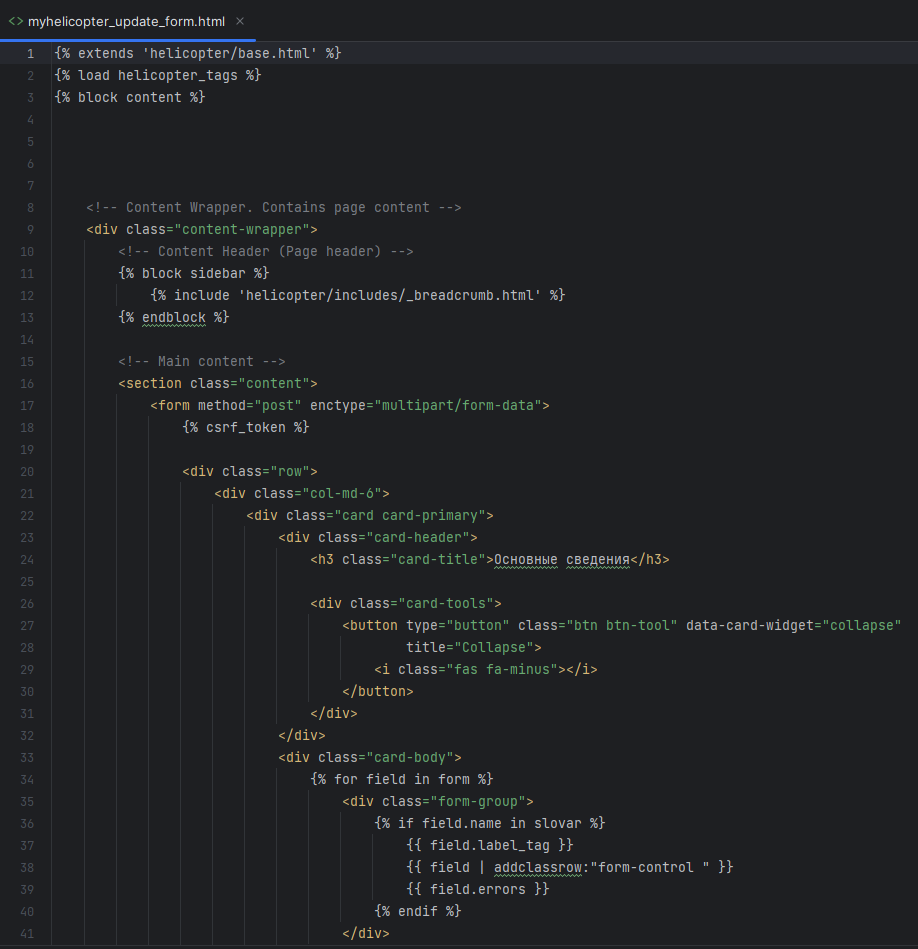 <> myhelicopter_update_form.html ×
1 {% extends 'helicopter/base.html' %}
2 {% load helicopter_tags %}
3 {% block content %}
4
5
6
7
8 <!-- Content Wrapper. Contains page content -->
9 <div class="content-wrapper">
10 <!-- Content Header (Page header) -->
11 {% block sidebar %}
12 {% include 'helicopter/includes/_breadcrumb.html' %}
13 {% endblock %}
14
15 <!-- Main content -->
16 <section class="content">
17 <form method="post" enctype="multipart/form-data">
18 {% csrf_token %}
19
20 <div class="row">
21 <div class="col-md-6">
22 <div class="card card-primary">
23 <div class="card-header">
24 <h3 class="card-title">Основные сведения</h3>
25
26 <div class="card-tools">
27 <button type="button" class="btn btn-tool" data-card-widget="collapse"
28 title="Collapse">
29 <i class="fas fa-minus"></i>
30 </button>
31 </div>
32 </div>
33 <div class="card-body">
34 {% for field in form %}
35 <div class="form-group">
36 {% if field.name in slovar %}
37 {{ field.label_tag }}
38 {{ field | addclassrow:"form-control " }}
39 {{ field.errors }}
40 {% endif %}
41 </div>